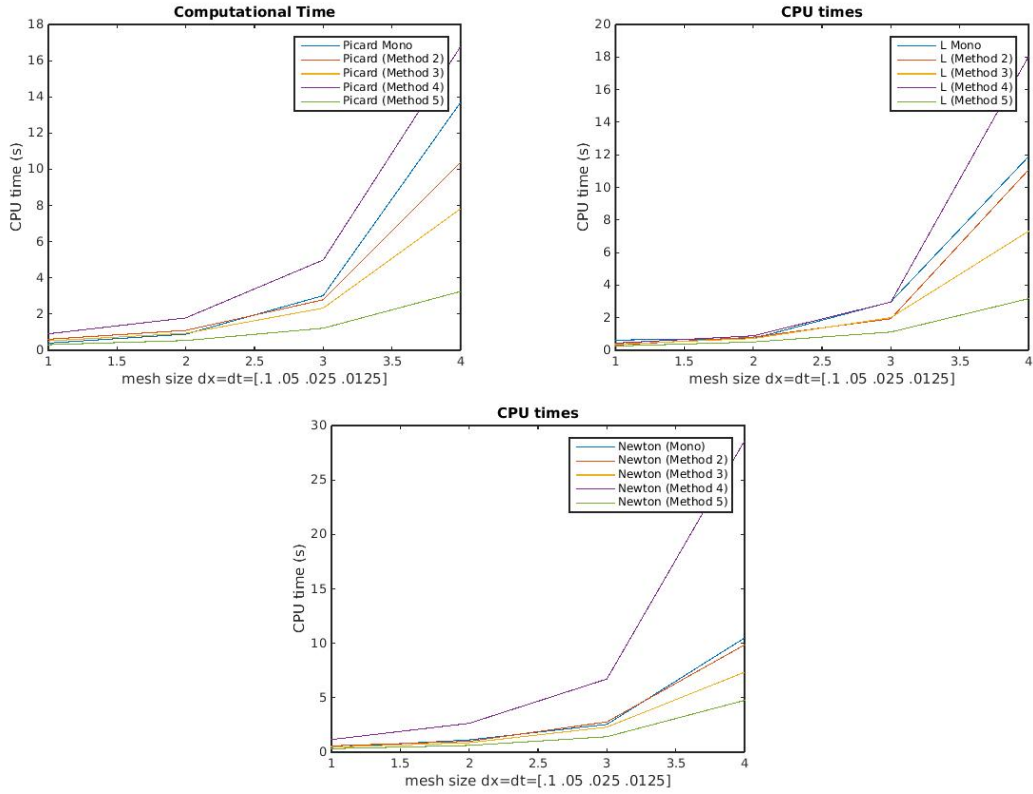 Computational Time
18
16
14
12
10
8
6
4
2
0
CPU time (s)
Picard Mono
Picard (Method 2)
Picard (Method 3)
Picard (Method 4)
Picard (Method 5)
1 1.5 2 2.5 3 3.5 4
mesh size dx=dt=[.1 .05 .025 .0125]
CPU times
20
18
16
14
12
10
8
6
4
2
0
CPU time (s)
L Mono
L (Method 2)
L (Method 3)
L (Method 4)
L (Method 5)
1 1.5 2 2.5 3 3.5 4
mesh size dx=dt=[.1 .05 .025 .0125]
CPU times
30
25
20
15
10
5
0
CPU time (s)
Newton (Mono)
Newton (Method 2)
Newton (Method 3)
Newton (Method 4)
Newton (Method 5)
1 1.5 2 2.5 3 3.5 4
mesh size dx=dt=[.1 .05 .025 .0125]